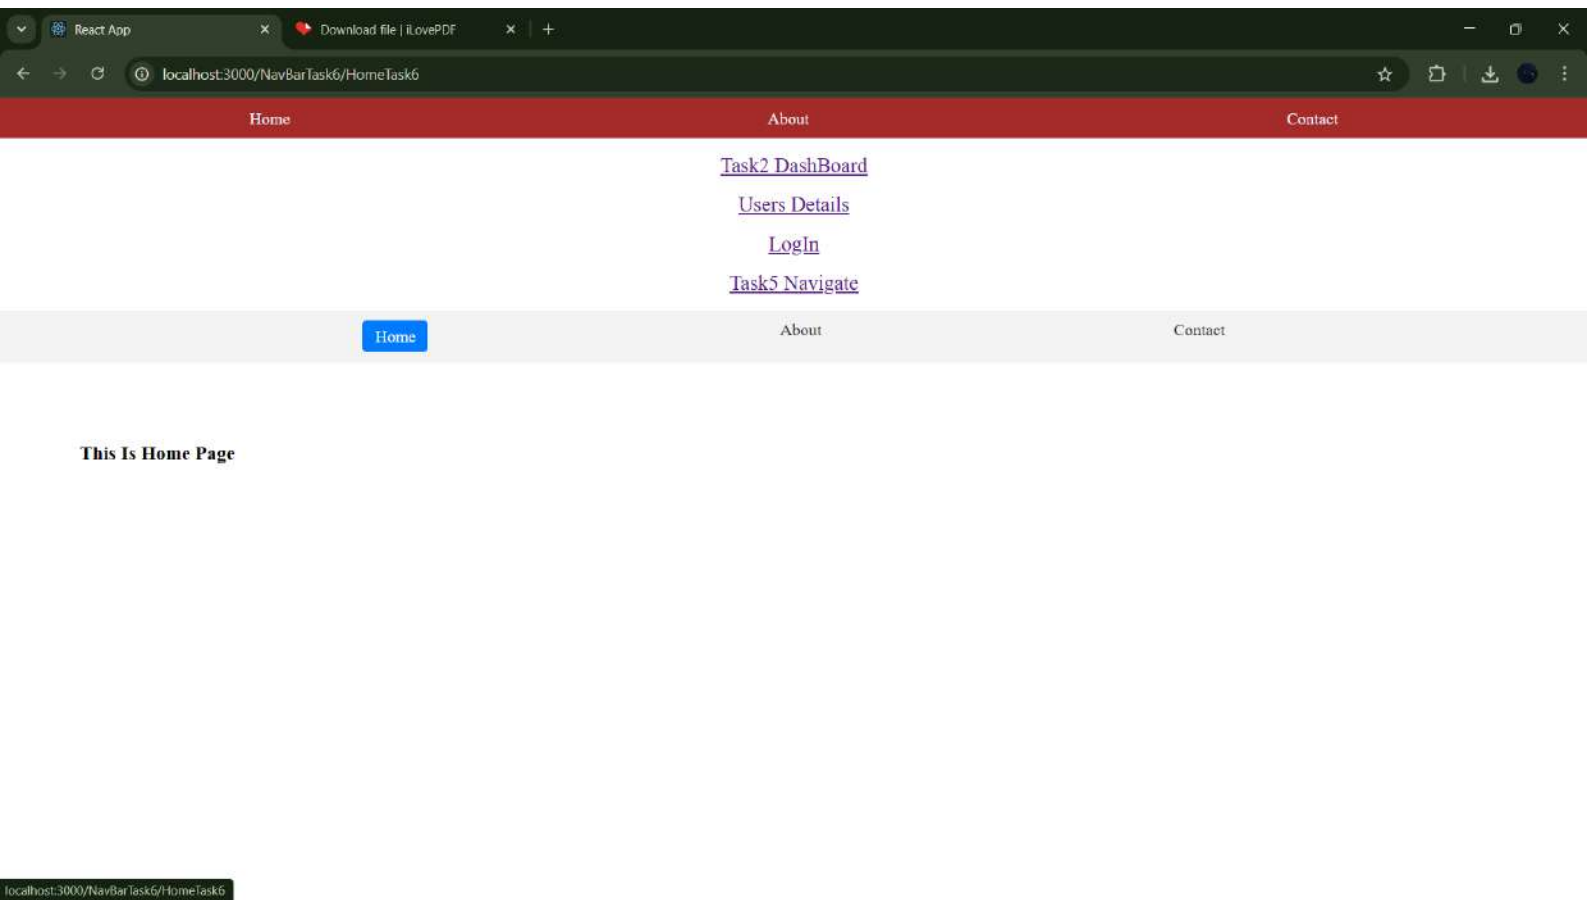 React App
Download file | iLovePDF
localhost:3000/NavBarTask6/HomeTask6
Home About Contact
Task2 DashBoard
Users Details
LogIn
Task5 Navigate
Home About Contact
This Is Home Page
localhost:3000/NavBarTask6/HomeTask6